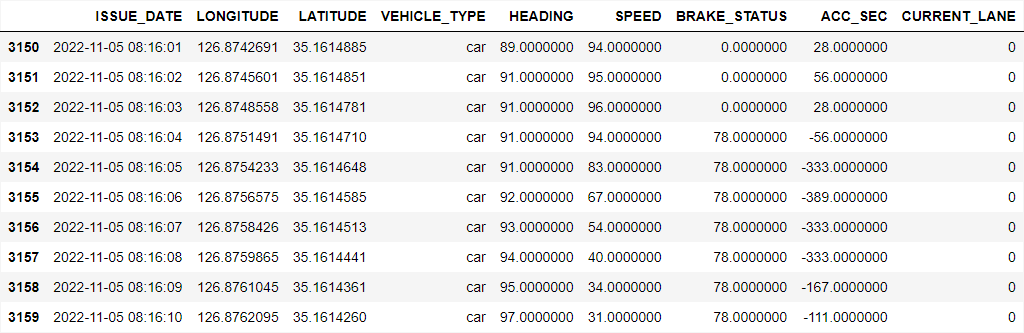 ISSUE_DATE LONGITUDE LATITUDE VEHICLE_TYPE HEADING SPEED BRAKE_STATUS ACC_SEC CURRENT_LANE
3150 2022-11-05 08:16:01 126.8742691 35.1614885 car 89.0000000 94.0000000 0.0000000 28.0000000 0
3151 2022-11-05 08:16:02 126.8745601 35.1614851 car 91.0000000 95.0000000 0.0000000 56.0000000 0
3152 2022-11-05 08:16:03 126.8748558 35.1614781 car 91.0000000 96.0000000 0.0000000 28.0000000 0
3153 2022-11-05 08:16:04 126.8751491 35.1614710 car 91.0000000 94.0000000 78.0000000 -56.0000000 0
3154 2022-11-05 08:16:05 126.8754233 35.1614648 car 91.0000000 83.0000000 78.0000000 -333.0000000 0
3155 2022-11-05 08:16:06 126.8756575 35.1614585 car 92.0000000 67.0000000 78.0000000 -389.0000000 0
3156 2022-11-05 08:16:07 126.8758426 35.1614513 car 93.0000000 54.0000000 78.0000000 -333.0000000 0
3157 2022-11-05 08:16:08 126.8759865 35.1614441 car 94.0000000 40.0000000 78.0000000 -333.0000000 0
3158 2022-11-05 08:16:09 126.8761045 35.1614361 car 95.0000000 34.0000000 78.0000000 -167.0000000 0
3159 2022-11-05 08:16:10 126.8762095 35.1614260 car 97.0000000 31.0000000 78.0000000 -111.0000000 0